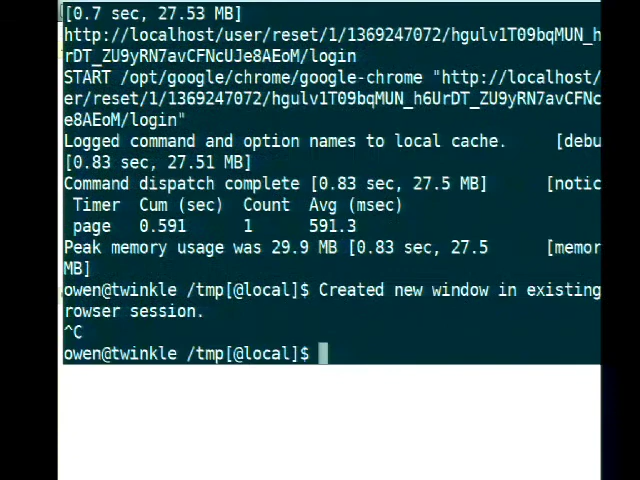 [0.7 sec, 27.53 MB]
http://localhost/user/reset/1/1369247072/hgulv1T09bqMUN_h
rDT_ZU9yRN7avCFNcUJe8AEoM/login
START /opt/google/chrome/google-chrome "http://localhost/
er/reset/1/1369247072/hgulv1T09bqMUN_h6UrDT_ZU9yRN7avCFNc
e8AEoM/login"
Logged command and option names to local cache. [debu
[0.83 sec, 27.51 MB]
Command dispatch complete [0.83 sec, 27.5 MB] [notic
Timer Cum (sec) Count Avg (msec)
page 0.591 1 591.3
Peak memory usage was 29.9 MB [0.83 sec, 27.5 [memor
MB]
owen@twinkle /tmp[@local]$ Created new window in existing
rowser session.
^C
owen@twinkle /tmp[@local]$